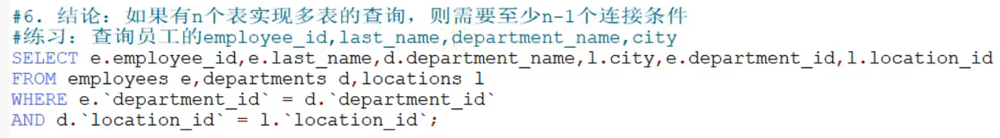 #6. 结论：如果有n个表实现多表的查询，则需要至少n-1个连接条件
#练习：查询员工的employee_id,last_name,department_name,city
SELECT e.employee_id,e.last_name,d.department_name,l.city,e.department_id,l.location_id
FROM employees e,departments d,locations l
WHERE e.`department_id` = d.`department_id`
AND d.`location_id` = l.`location_id`;